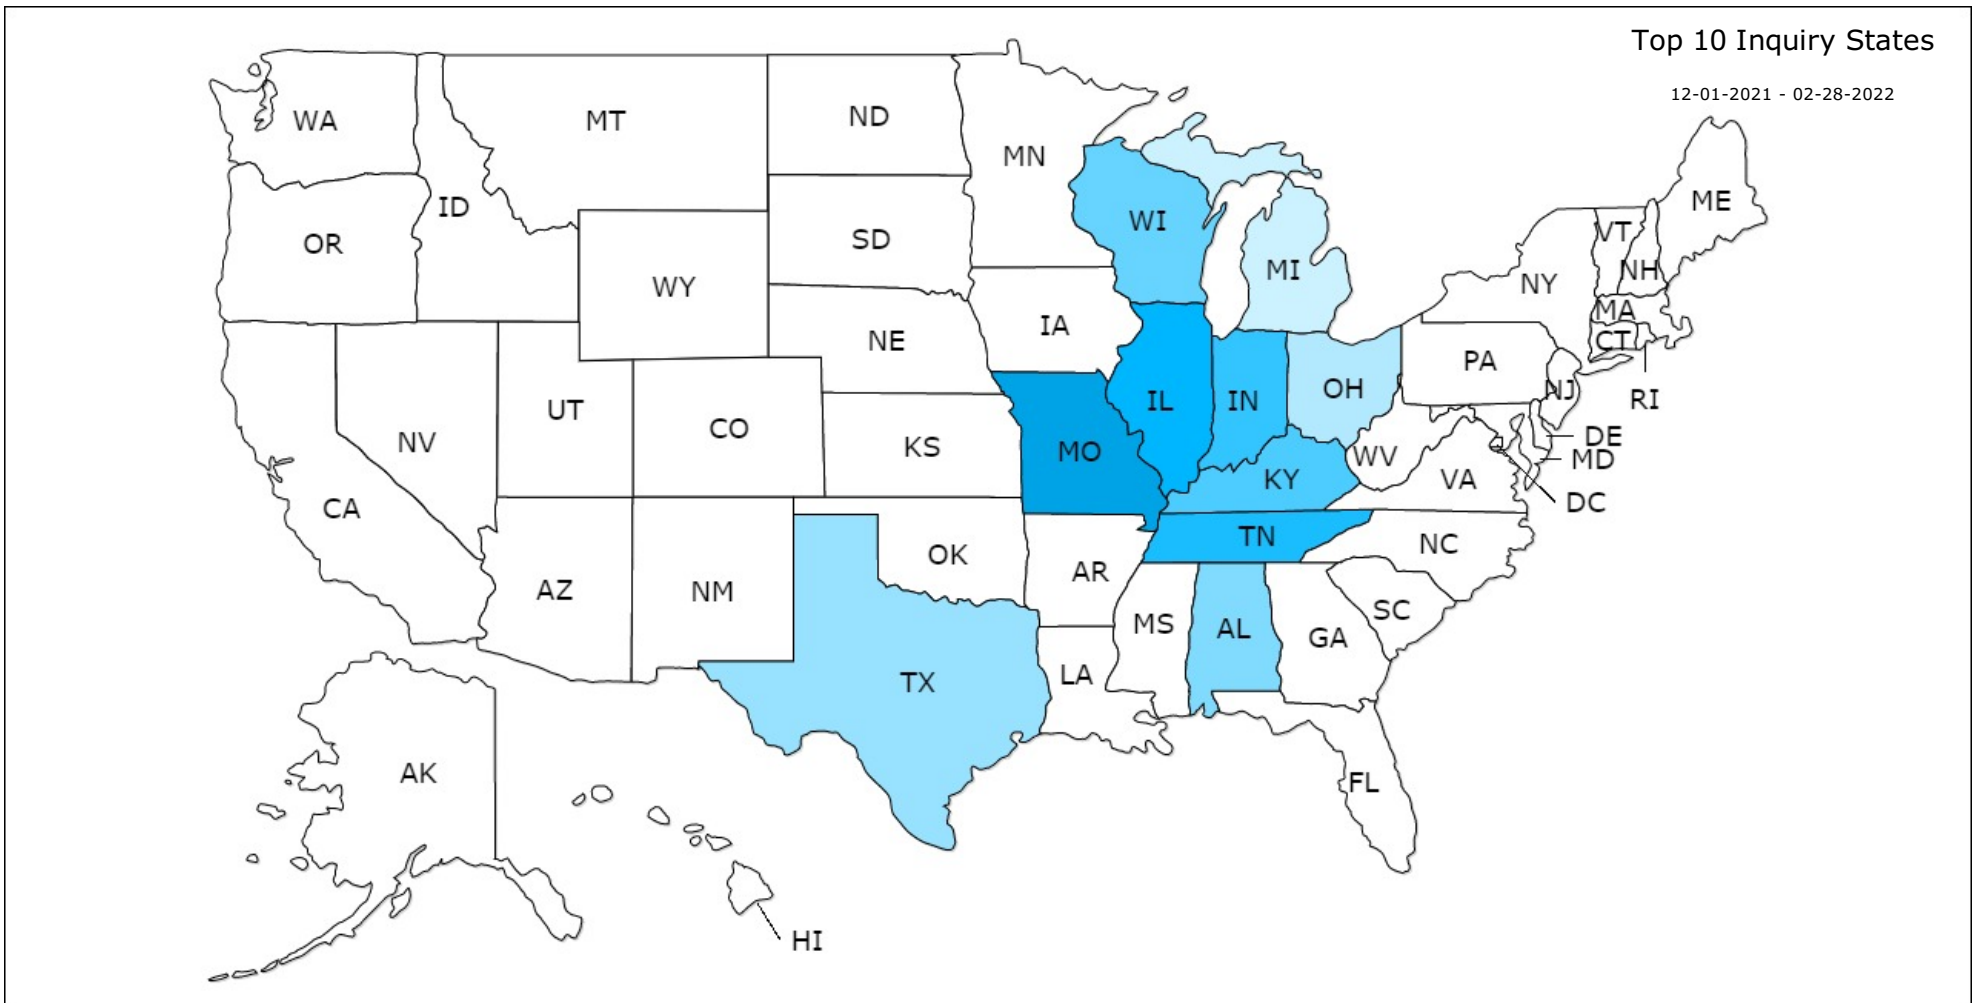 Top 10 Inquiry States
12-01-2021 - 02-28-2022
WA
MT
ND
MN
ME
ID
OR
SD
WI
VT
NH
NY
MI
WY
MA
IA
NE
CT
PA
RI
NJ
OH
IL
IN
UT
CO
NV
KS
MO
DE
MD
WV
VA
KY
DC
CA
TN
NC
OK
AR
AZ
NM
SC
MS
AL
GA
LA
TX
AK
FL
HI